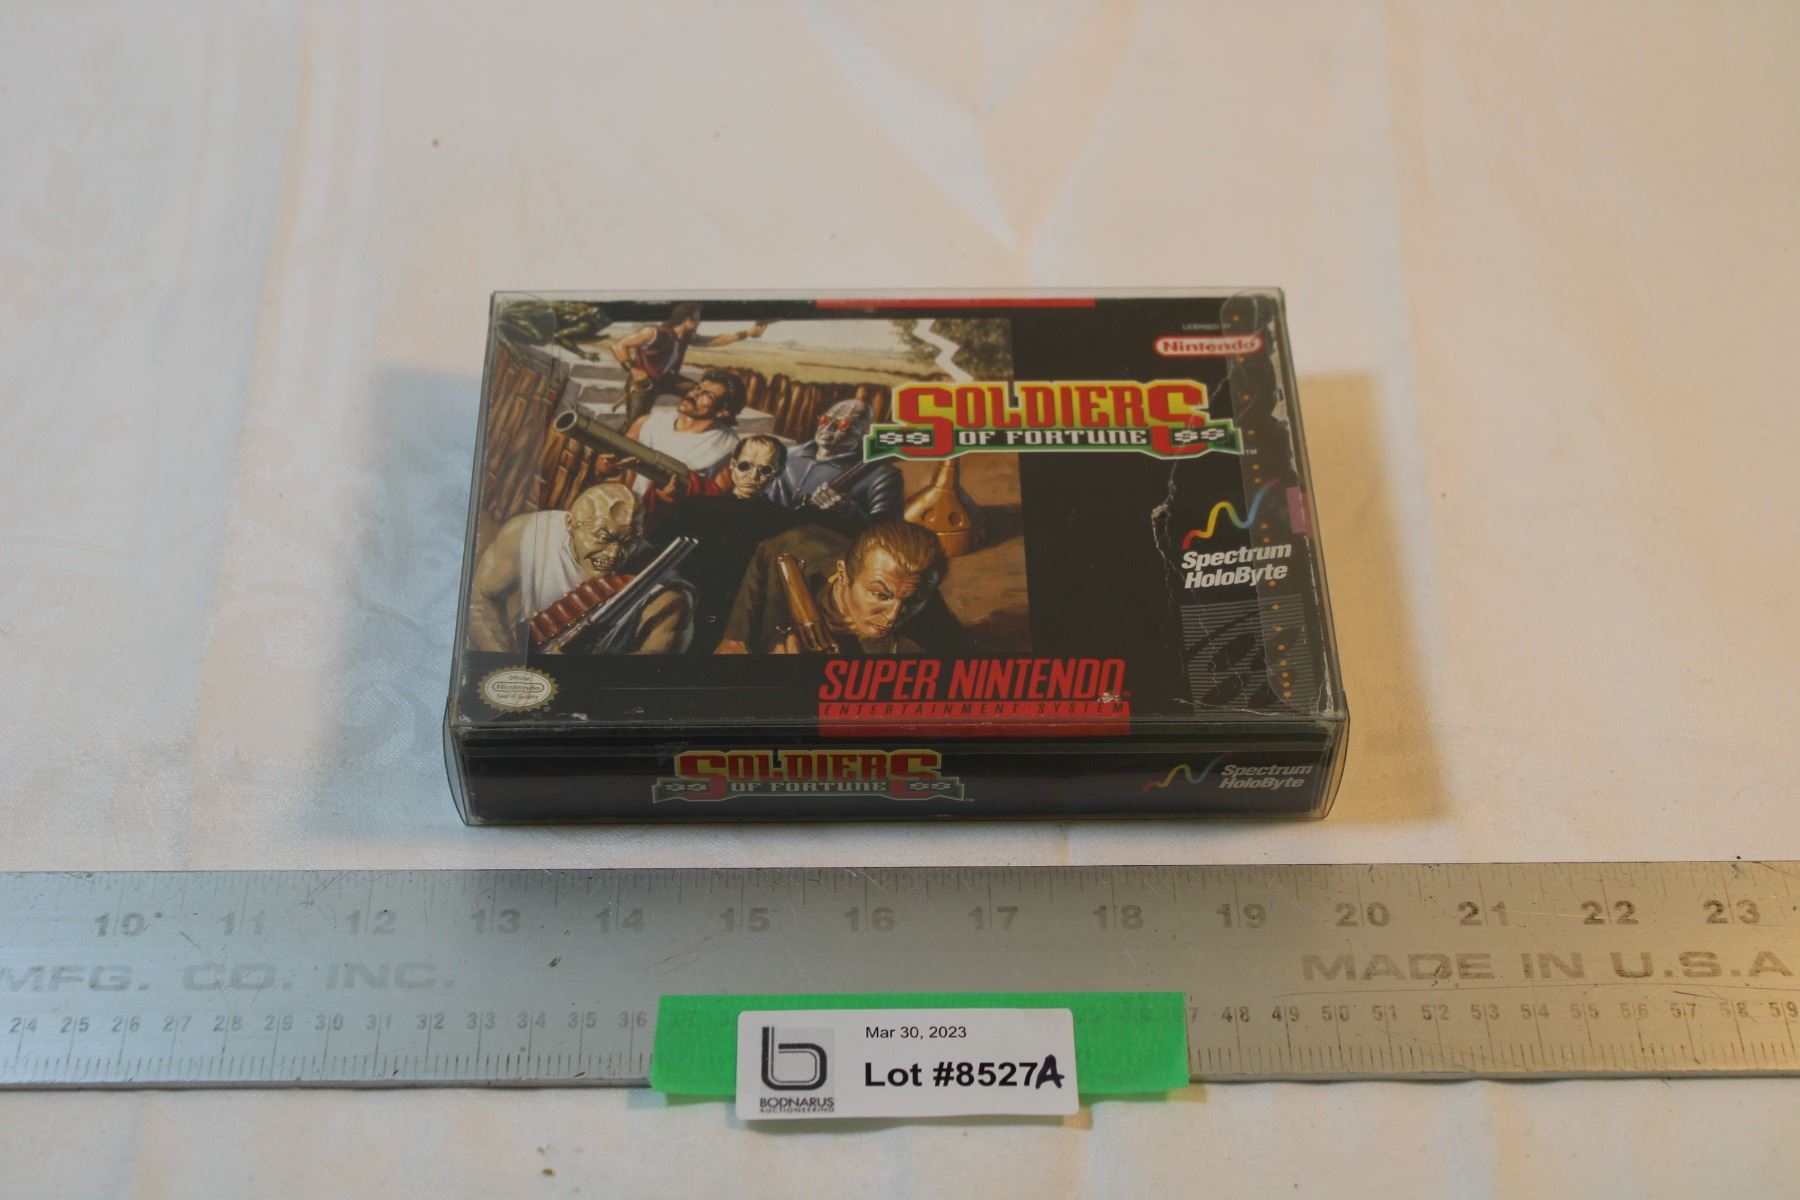 LICENSED BY
Nintendo
SOLDIERS
OF FORTUNE
TM
Spectrum
HoloByte
Official
Nintendo
Seal of Quality
SUPER NINTENDO
ENTERTAINMENT SYSTEM
SOLDIERS
OF FORTUNE
TM
Spectrum
HoloByte
10 11 12 13 14 15 16 17 18 19 20 21 22 23
MFG. CO. INC. MADE IN U.S.A
24 25 26 27 28 29 30 31 32 33 34 35 36 48 49 50 51 52 53 54 55 56 57 58 59
Mar 30, 2023
Lot #8527A
BODNARUS
AUCTIONEERING